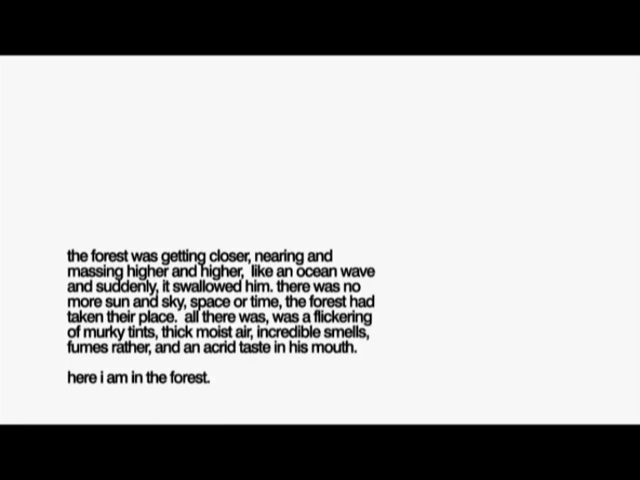 the forest was getting closer, nearing and
massing higher and higher,  like an ocean wave
and suddenly, it swallowed him. there was no
more sun and sky, space or time, the forest had
taken their place.  all there was, was a flickering
of murky tints, thick moist air, incredible smells,
fumes rather, and an acrid taste in his mouth.
here i am in the forest.